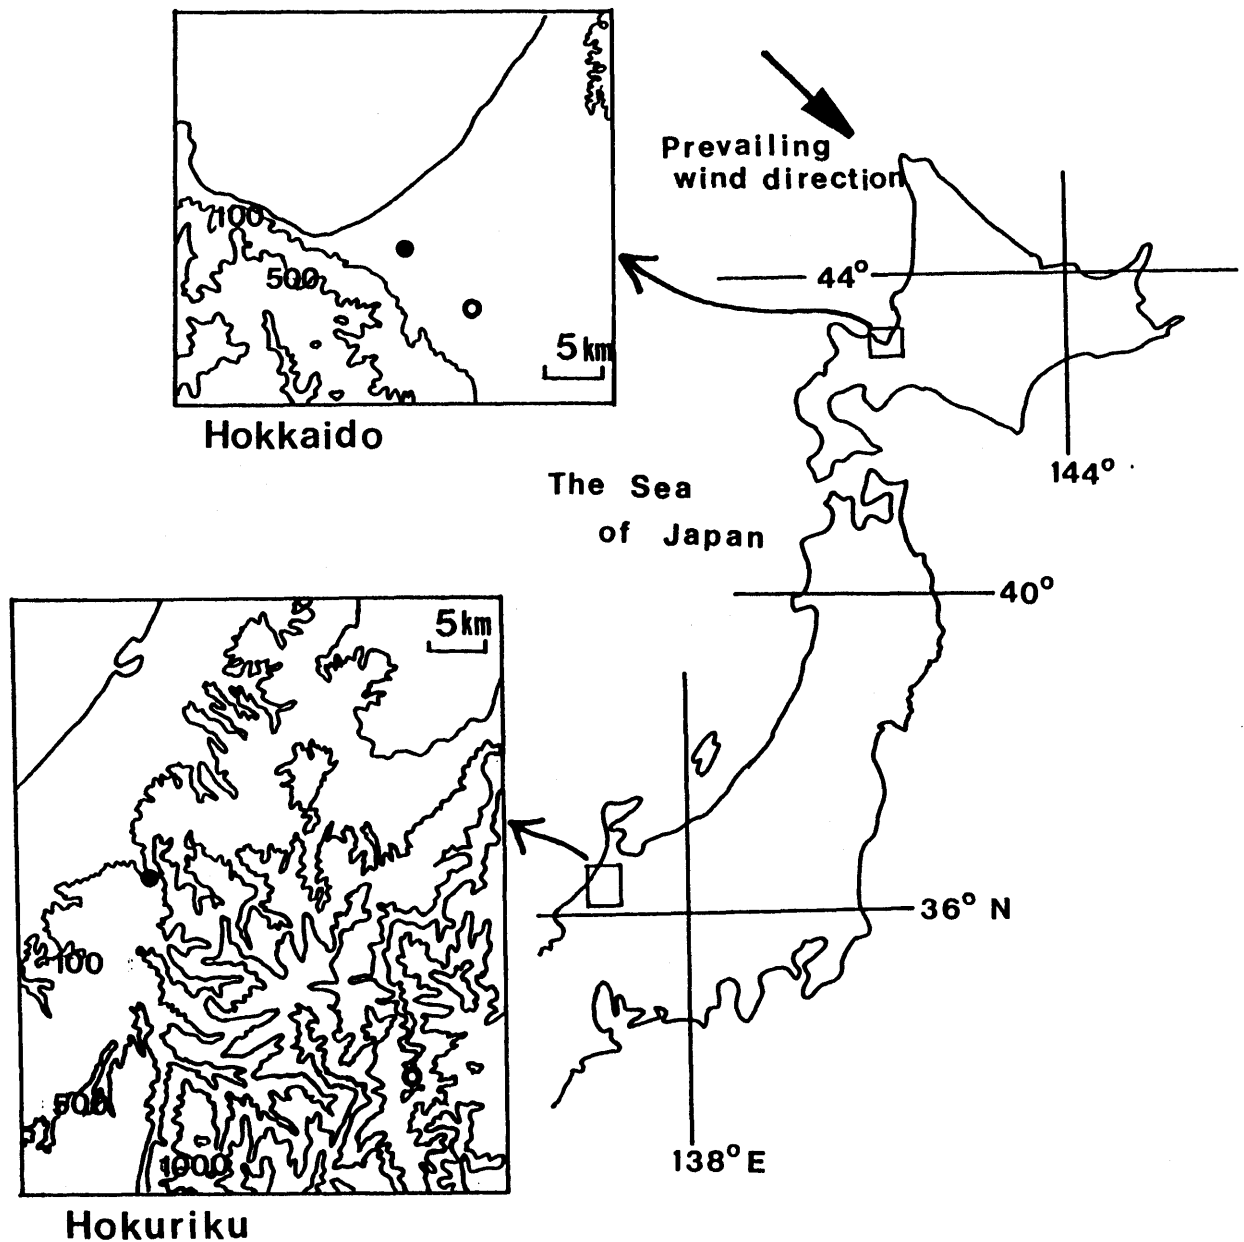 Prevailing
wind direction
100
500
5 km
Hokkaido
44°
144°
The Sea
of Japan
40°
5 km
100
500
1000
Hokuriku
36° N
138° E